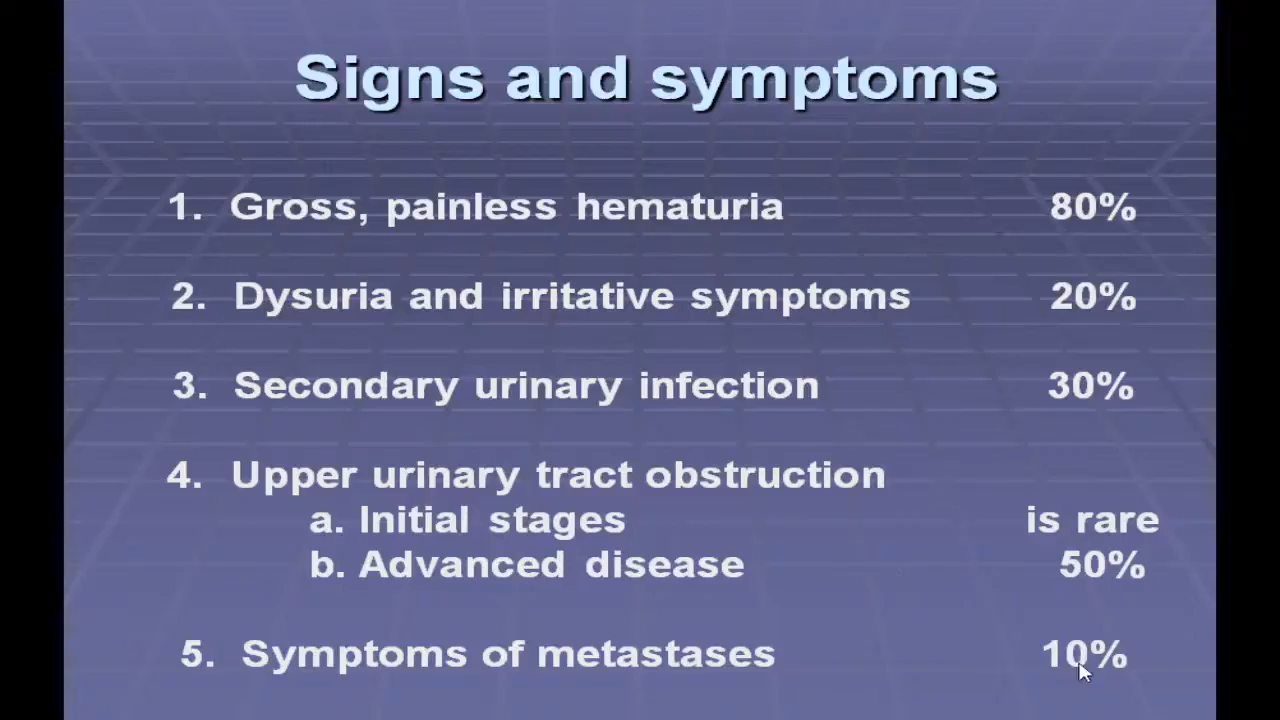 Signs and symptoms
1. Gross, painless hematuria 80%
2. Dysuria and irritative symptoms 20%
3. Secondary urinary infection 30%
4. Upper urinary tract obstruction
a. Initial stages is rare
b. Advanced disease 50%
5. Symptoms of metastases 10%